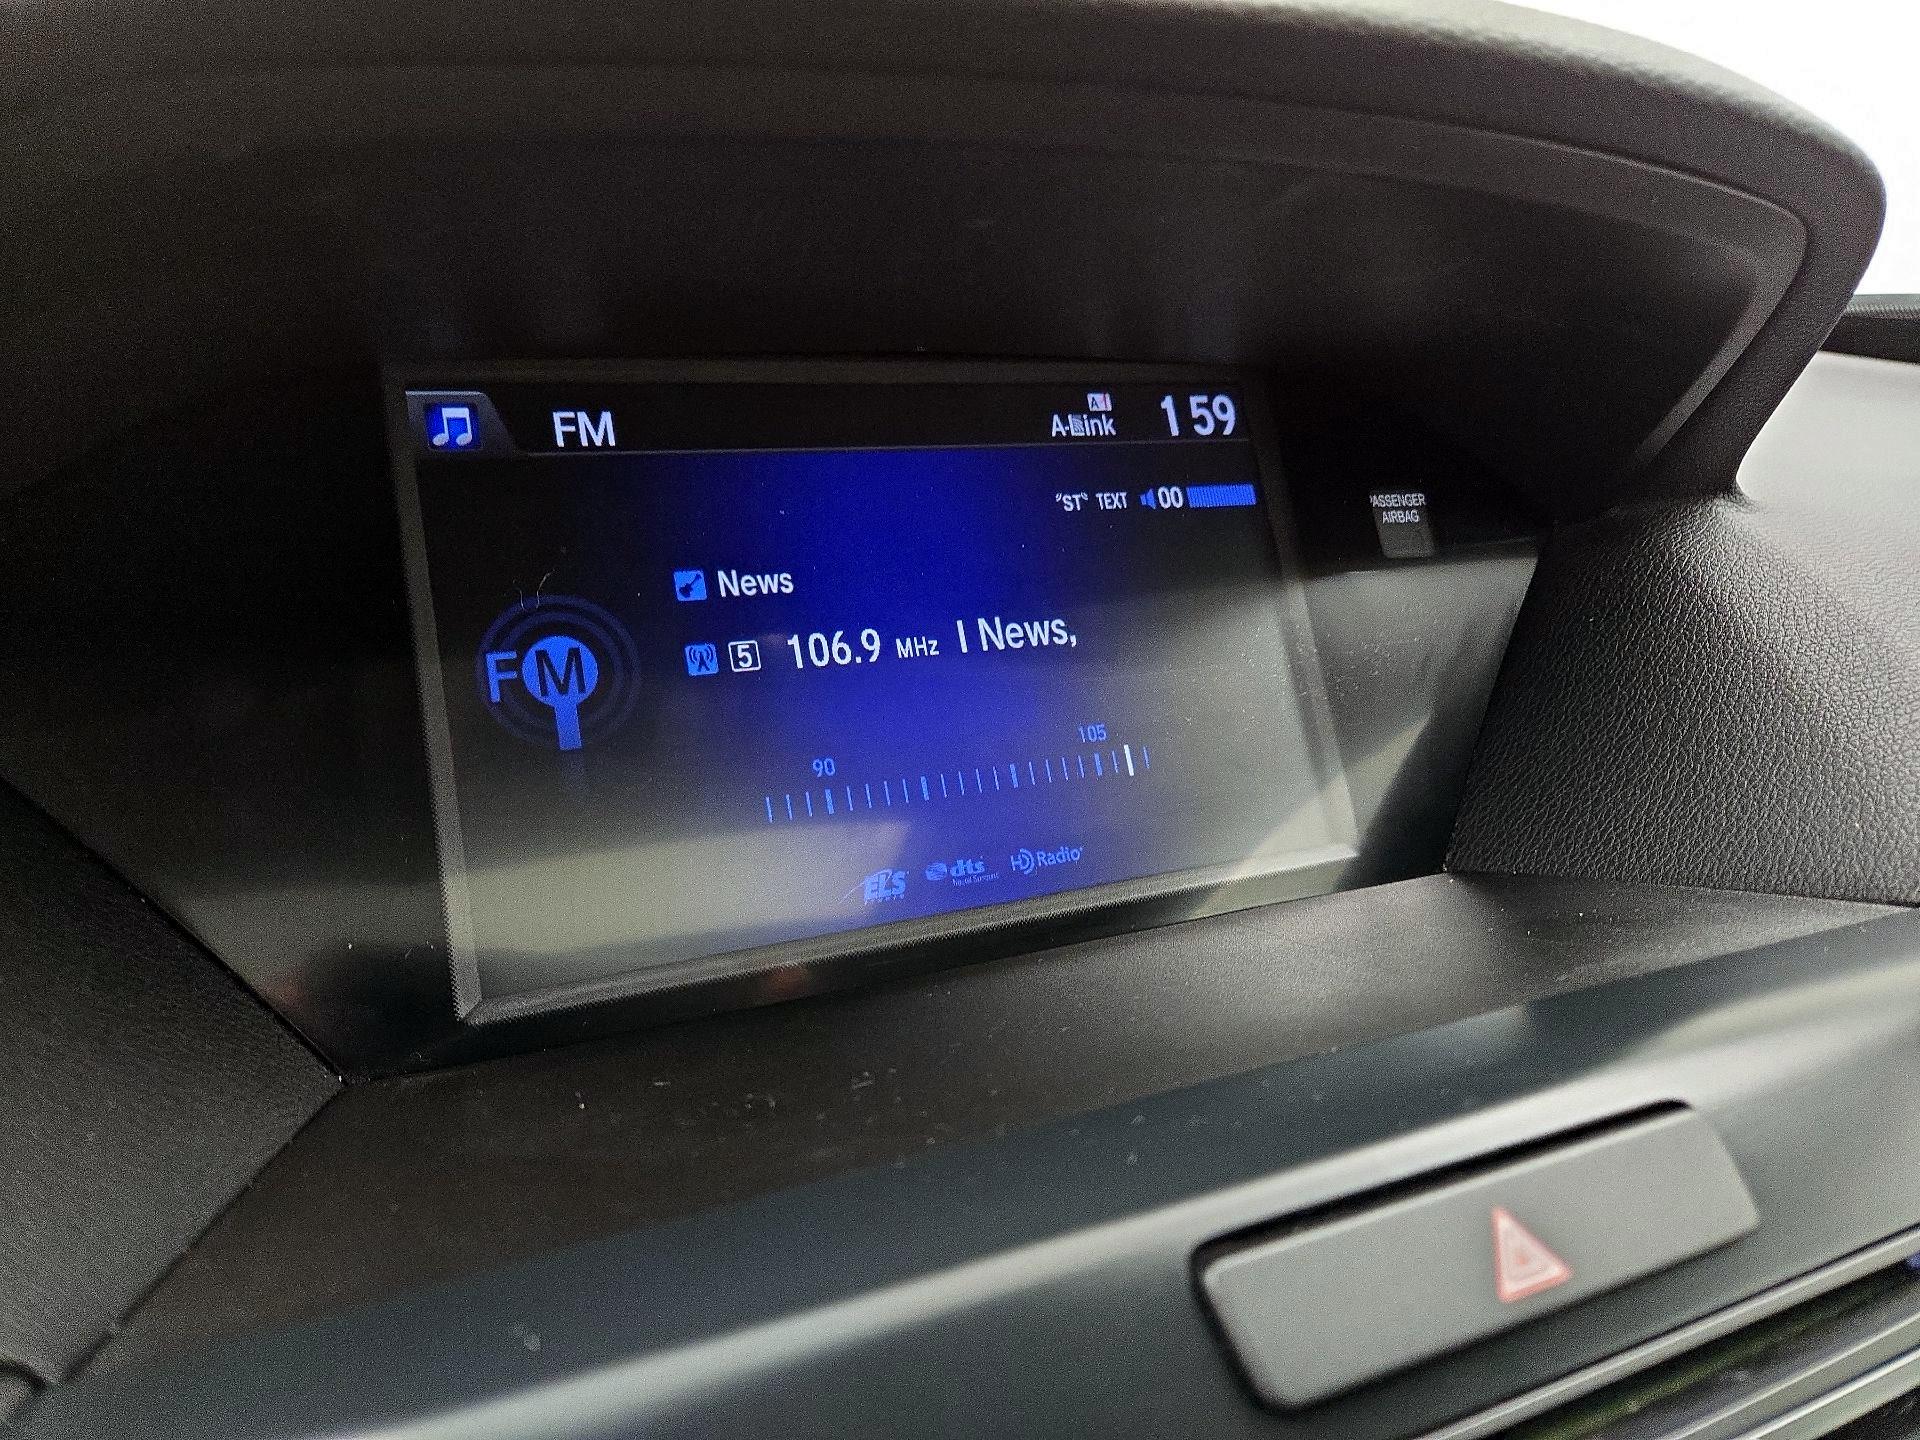 FM
A-Link
1 59
"ST" TEXT 00
News
FM
5 106.9 MHz I News,
90 105
ELS dts HD Radio
PASSENGER
AIRBAG